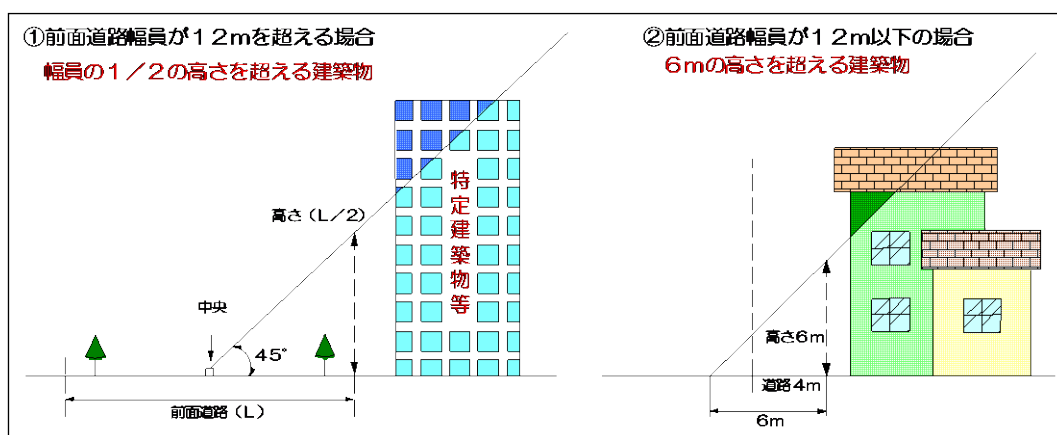 ①前面道路幅員が12mを超える場合
幅員の1/2の高さを超える建築物
高さ(L/2)
特定建築物等
中央
45°
前面道路(L)
②前面道路幅員が12m以下の場合
6mの高さを超える建築物
高さ6m
道路4m
6m